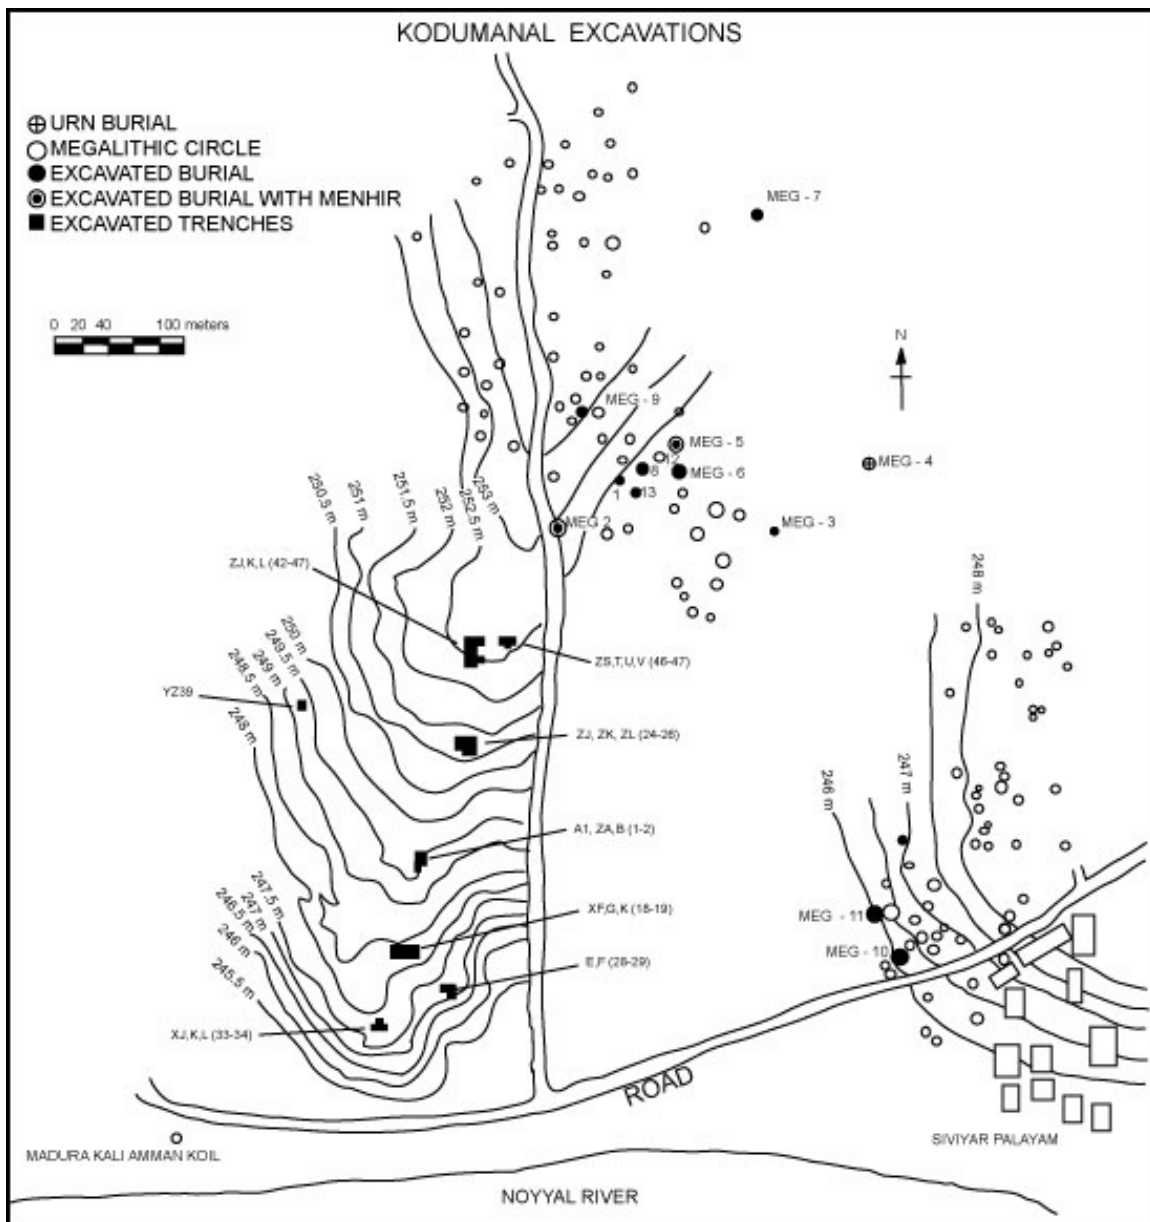 KODUMANAL EXCAVATIONS
URN BURIAL
MEGALITHIC CIRCLE
EXCAVATED BURIAL
EXCAVATED BURIAL WITH MENHIR
EXCAVATED TRENCHES
0 20 40 100 meters
N
MEG - 7
MEG - 9
MEG - 5
12
8
MEG - 6
MEG - 4
1
13
MEG 2
MEG - 3
250.5 m
251 m
251.5 m
252 m
252.5 m
253 m
ZJ,K,L (42-47)
248 m
ZS,T,U,V (46-47)
250 m
249.5 m
249 m
248.5 m
248 m
YZ39
ZJ, ZK, ZL (24-26)
246 m
247 m
A1, ZA,B (1-2)
247.5 m
247 m
246.5 m
246 m
245.5 m
XF,G,K (18-19)
MEG - 11
MEG - 10
E,F (28-29)
XJ,K,L (33-34)
ROAD
SIVIYAR PALAYAM
MADURA KALI AMMAN KOIL
NOYYAL RIVER